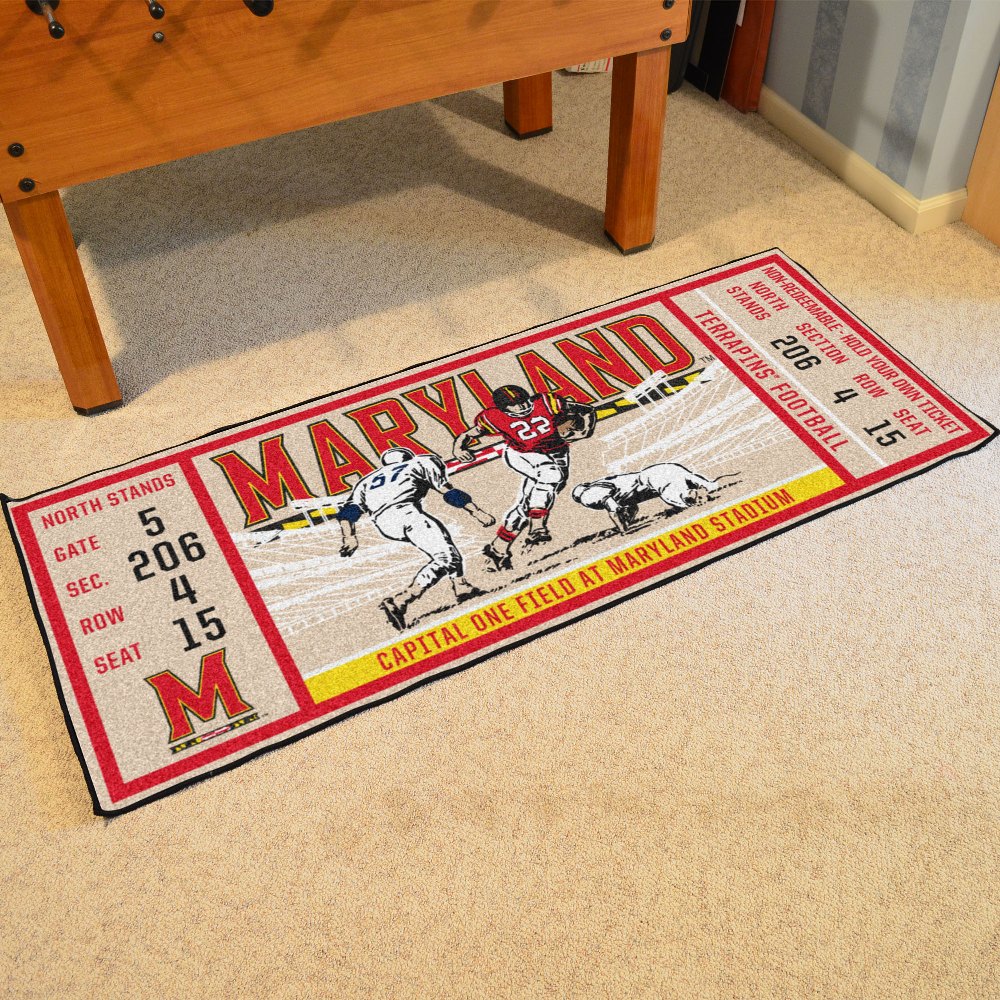 NORTH STANDS
GATE 5
SEC. 206
ROW 4
SEAT 15
M
MARYLAND™
57
22
CAPITAL ONE FIELD AT MARYLAND STADIUM
TERRAPINS FOOTBALL
NORTH STANDS
SECTION 206
ROW 4
SEAT 15
NON-REDEEMABLE - HOLD YOUR OWN TICKET